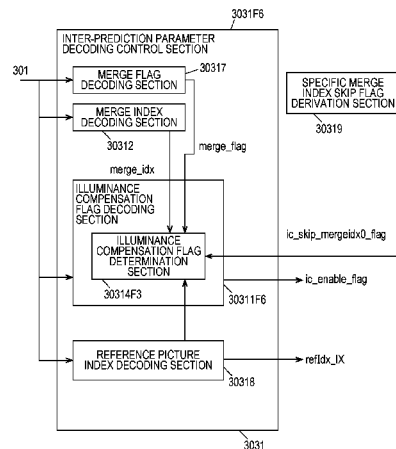 3031F6
INTER-PREDICTION PARAMETER
DECODING CONTROL SECTION
30317
301
MERGE FLAG
DECODING SECTION
MERGE INDEX
DECODING SECTION
30312
SPECIFIC MERGE
INDEX SKIP FLAG
DERIVATION SECTION
30319
merge_flag
merge_idx
ILLUMINANCE
COMPENSATION
FLAG DECODING
SECTION
ILLUMINANCE
COMPENSATION FLAG
DETERMINATION
SECTION
ic_skip_mergeidx0_flag
ic_enable_flag
30314F3
30311F6
REFERENCE PICTURE
INDEX DECODING SECTION
refIdx_lX
30318
3031